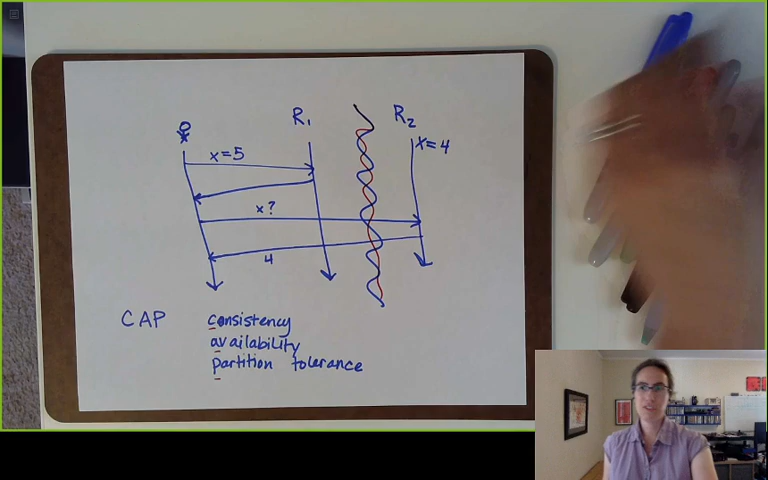 R₁
R₂
x=5
x=4
x?
4
CAP
consistency
availability
partition tolerance